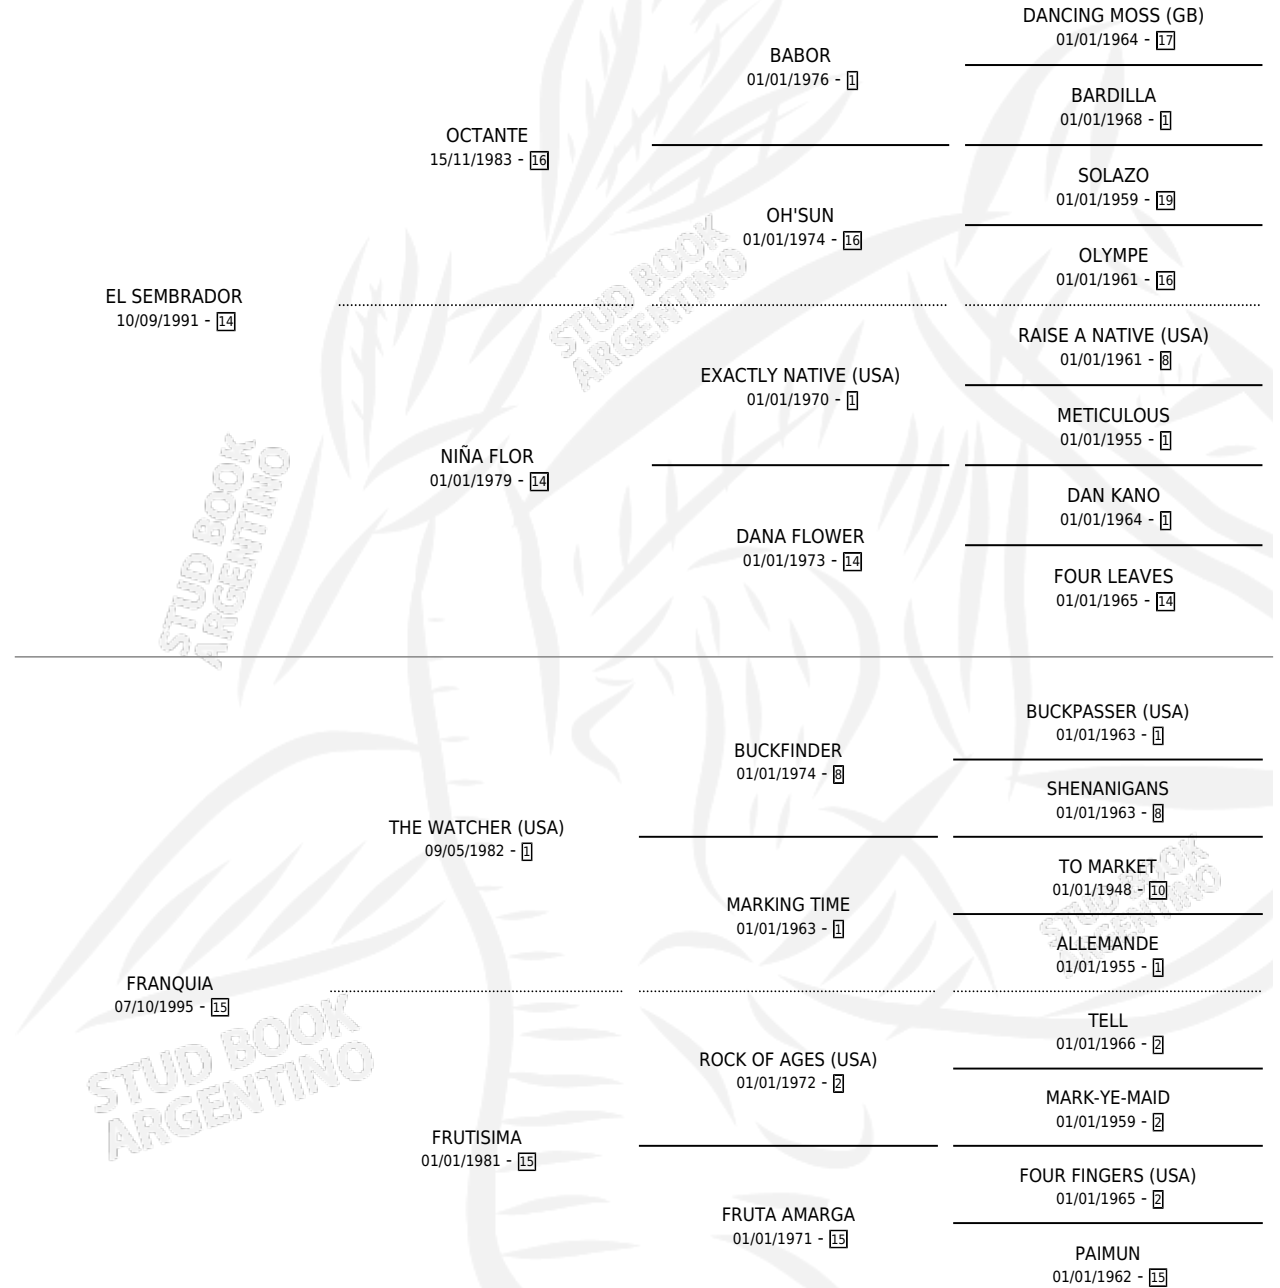 DANCING MOSS (GB)
01/01/1964 - 17
BABOR
01/01/1976 - 1
BARDILLA
01/01/1968 - 1
OCTANTE
15/11/1983 - 16
SOLAZO
01/01/1959 - 19
OH'SUN
01/01/1974 - 16
OLYMPE
01/01/1961 - 16
EL SEMBRADOR
10/09/1991 - 14
RAISE A NATIVE (USA)
01/01/1961 - 8
EXACTLY NATIVE (USA)
01/01/1970 - 1
METICULOUS
01/01/1955 - 1
NIÑA FLOR
01/01/1979 - 14
DAN KANO
01/01/1964 - 1
DANA FLOWER
01/01/1973 - 14
FOUR LEAVES
01/01/1965 - 14
BUCKPASSER (USA)
01/01/1963 - 1
BUCKFINDER
01/01/1974 - 8
SHENANIGANS
01/01/1963 - 8
THE WATCHER (USA)
09/05/1982 - 1
TO MARKET
01/01/1948 - 10
MARKING TIME
01/01/1963 - 1
ALLEMANDE
01/01/1955 - 1
FRANQUIA
07/10/1995 - 15
TELL
01/01/1966 - 2
ROCK OF AGES (USA)
01/01/1972 - 2
MARK-YE-MAID
01/01/1959 - 2
FRUTISIMA
01/01/1981 - 15
FOUR FINGERS (USA)
01/01/1965 - 2
FRUTA AMARGA
01/01/1971 - 15
PAIMUN
01/01/1962 - 15
STUD BOOK
ARGENTINO
STUD BOOK
ARGENTINO
STUD BOOK
ARGENTINO
STUD BOOK
ARGENTINO